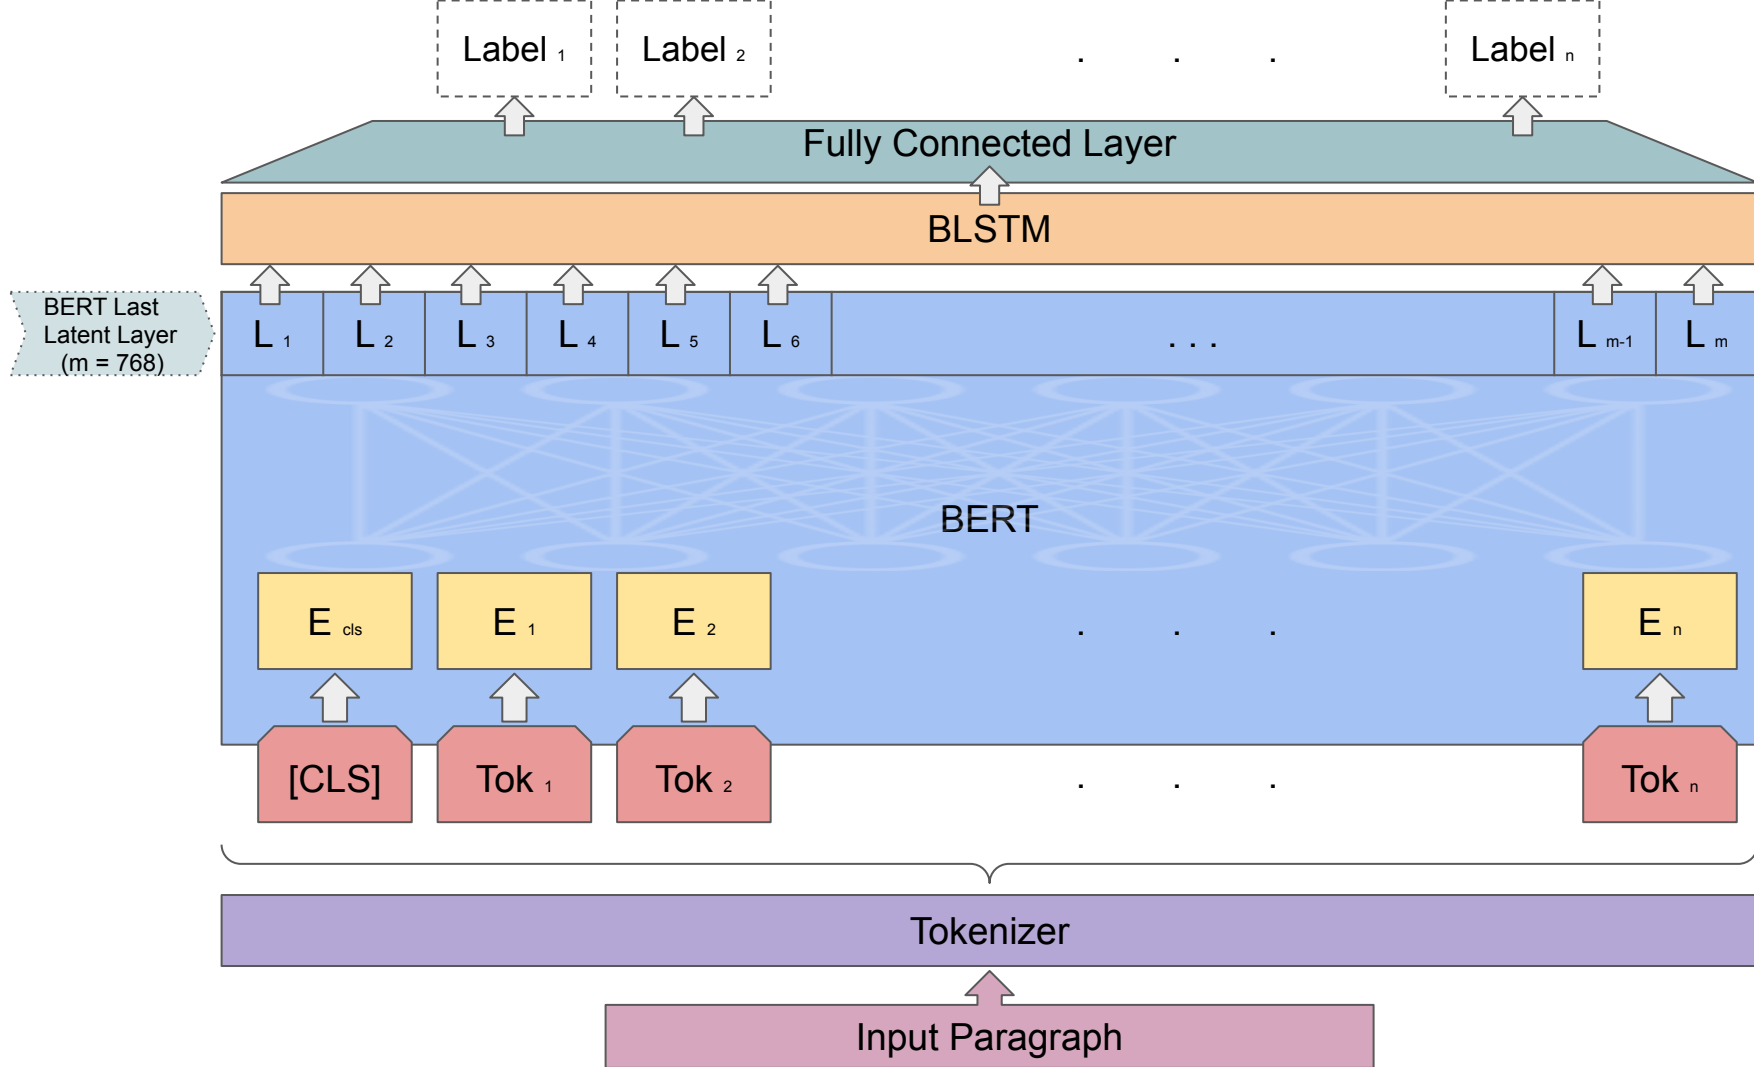 Label 1 Label 2 . . . Label n
Fully Connected Layer
BLSTM
BERT Last
Latent Layer
(m = 768)
L 1 L 2 L 3 L 4 L 5 L 6 . . . L m-1 L m
BERT
E cls E 1 E 2 . . . E n
[CLS] Tok 1 Tok 2 . . . Tok n
Tokenizer
Input Paragraph